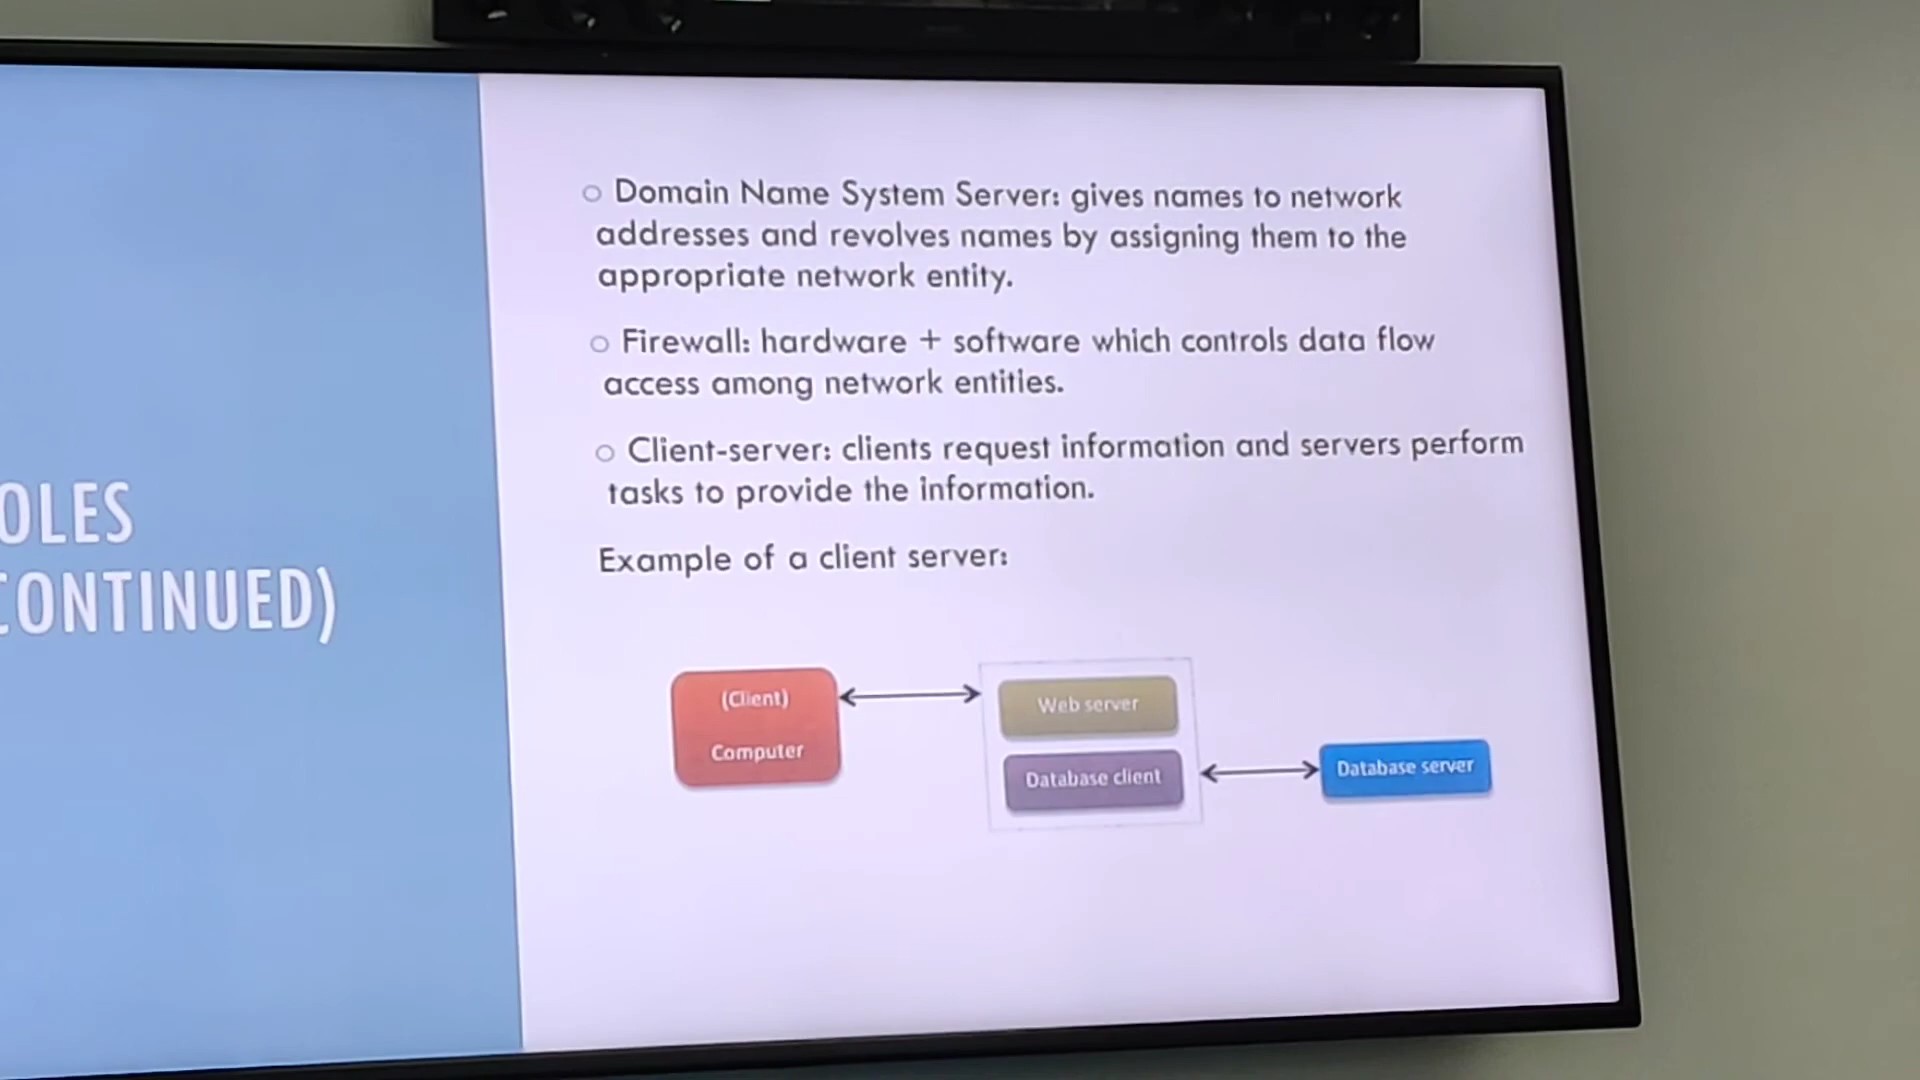 OLES
CONTINUED)
○ Domain Name System Server: gives names to network
addresses and revolves names by assigning them to the
appropriate network entity.
○ Firewall: hardware + software which controls data flow
access among network entities.
○ Client-server: clients request information and servers perform
tasks to provide the information.
Example of a client server:
(Client)
Computer
Web server
Database client
Database server